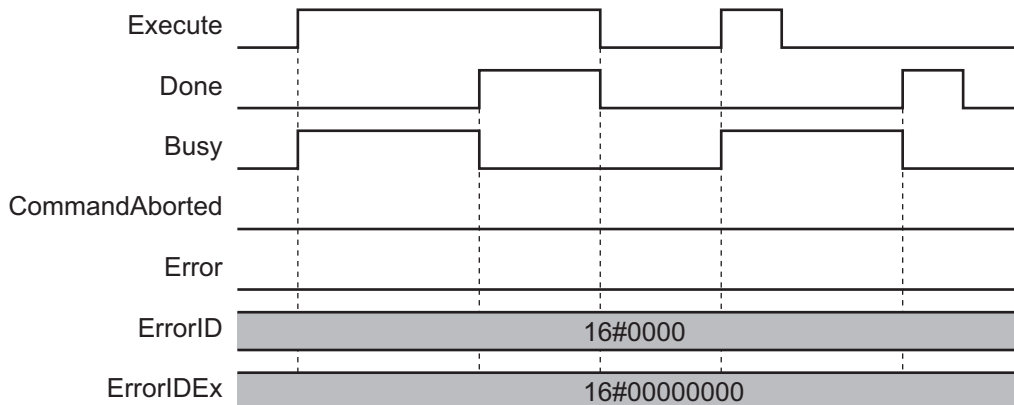 Execute
Done
Busy
CommandAborted
Error
ErrorID 16#0000
ErrorIDEx 16#00000000